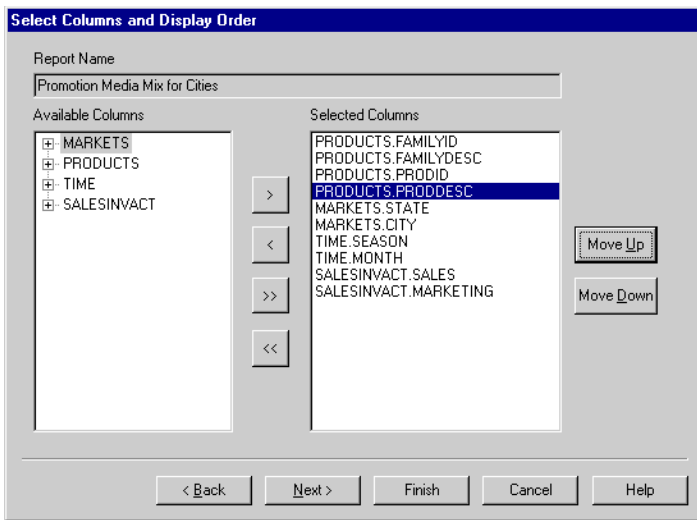 Select Columns and Display Order
Report Name
Promotion Media Mix for Cities
Available Columns
MARKETS
PRODUCTS
TIME
SALESINVACT
>
<
>>
<<
Selected Columns
PRODUCTS.FAMILYID
PRODUCTS.FAMILYDESC
PRODUCTS.PRODID
PRODUCTS.PRODDESC
MARKETS.STATE
MARKETS.CITY
TIME.SEASON
TIME.MONTH
SALESINVACT.SALES
SALESINVACT.MARKETING
Move Up
Move Down
< Back
Next >
Finish
Cancel
Help